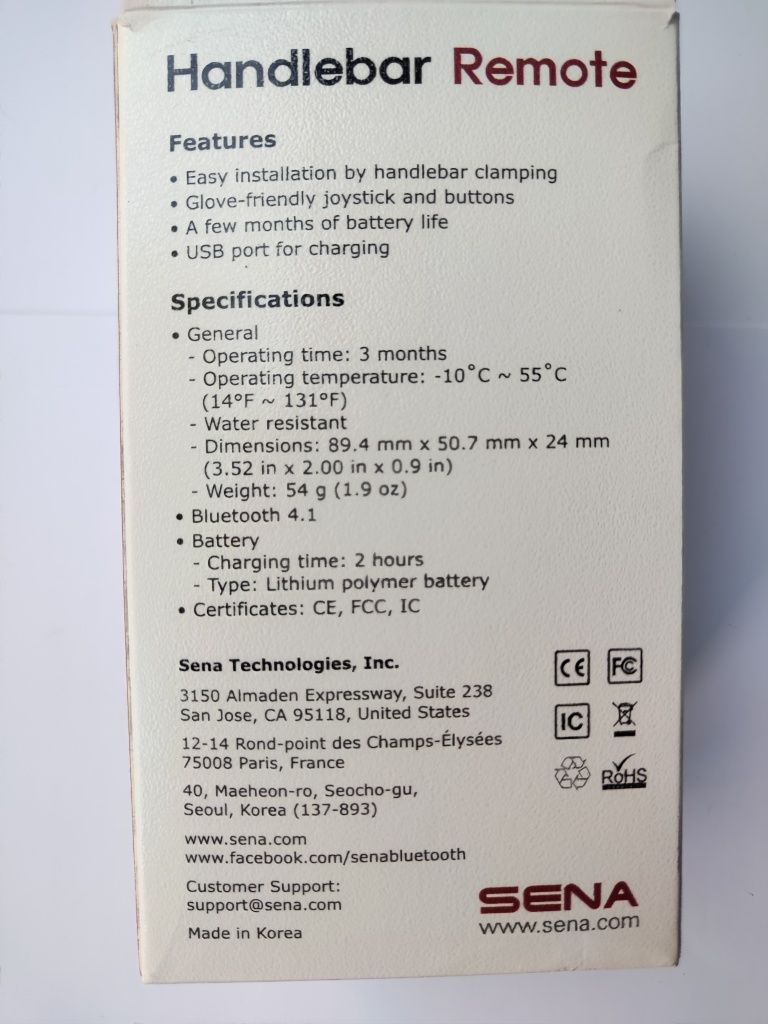 Handlebar Remote
Features
• Easy installation by handlebar clamping
• Glove-friendly joystick and buttons
• A few months of battery life
• USB port for charging
Specifications
• General
- Operating time: 3 months
- Operating temperature: -10˚C ~ 55˚C
(14ºF ~ 131ºF)
- Water resistant
- Dimensions: 89.4 mm x 50.7 mm x 24 mm
(3.52 in x 2.00 in x 0.9 in)
- Weight: 54 g (1.9 oz)
• Bluetooth 4.1
• Battery
- Charging time: 2 hours
- Type: Lithium polymer battery
• Certificates: CE, FCC, IC
Sena Technologies, Inc.
3150 Almaden Expressway, Suite 238
San Jose, CA 95118, United States
12-14 Rond-point des Champs-Élysées
75008 Paris, France
40, Maeheon-ro, Seocho-gu,
Seoul, Korea (137-893)
www.sena.com
www.facebook.com/senabluetooth
Customer Support:
support@sena.com
Made in Korea
CE FC
IC
RoHS
SENA
www.sena.com